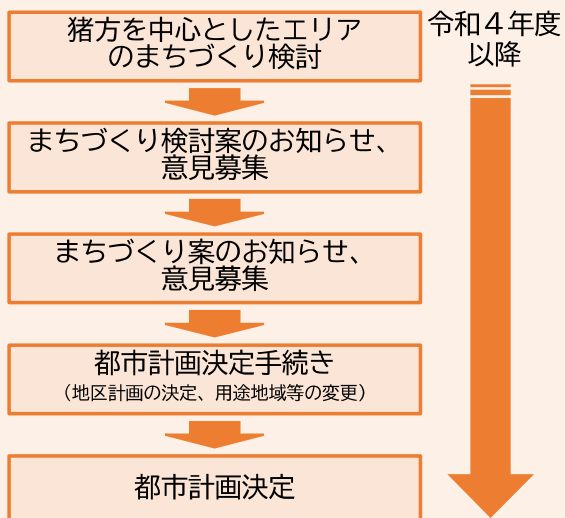 猪方を中心としたエリア
のまちづくり検討
令和４年度
以降
まちづくり検討案のお知らせ、
意見募集
まちづくり案のお知らせ、
意見募集
都市計画決定手続き
（地区計画の決定、用途地域等の変更）
都市計画決定